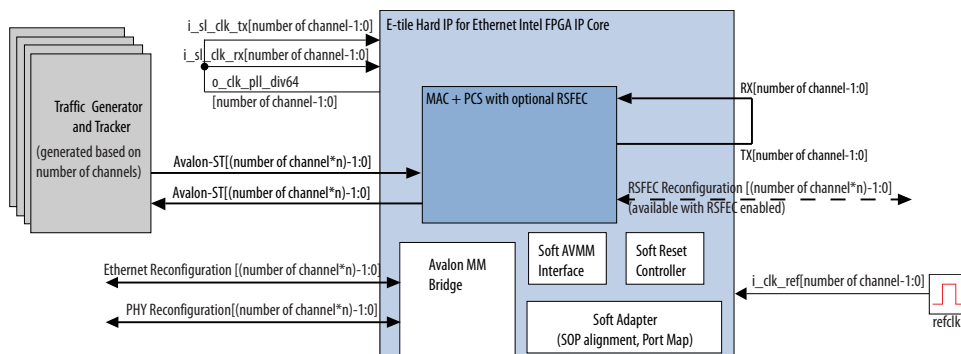 i_sl_clk_tx[number of channel-1:0]
i_sl_clk_rx[number of channel-1:0]
o_clk_pll_div64
[number of channel-1:0]
E-tile Hard IP for Ethernet Intel FPGA IP Core
MAC + PCS with optional RSFEC
RX[number of channel-1:0]
TX[number of channel-1:0]
Traffic Generator
and Tracker
(generated based on
number of channels)
Avalon-ST[(number of channel*n)-1:0]
Avalon-ST[(number of channel*n)-1:0]
RSFEC Reconfiguration [(number of channel*n)-1:0]
(available with RSFEC enabled)
Ethernet Reconfiguration [(number of channel*n)-1:0]
PHY Reconfiguration[(number of channel*n)-1:0]
Avalon MM
Bridge
Soft AVMM
Interface
Soft Reset
Controller
Soft Adapter
(SOP alignment, Port Map)
i_clk_ref[number of channel-1:0]
refclk